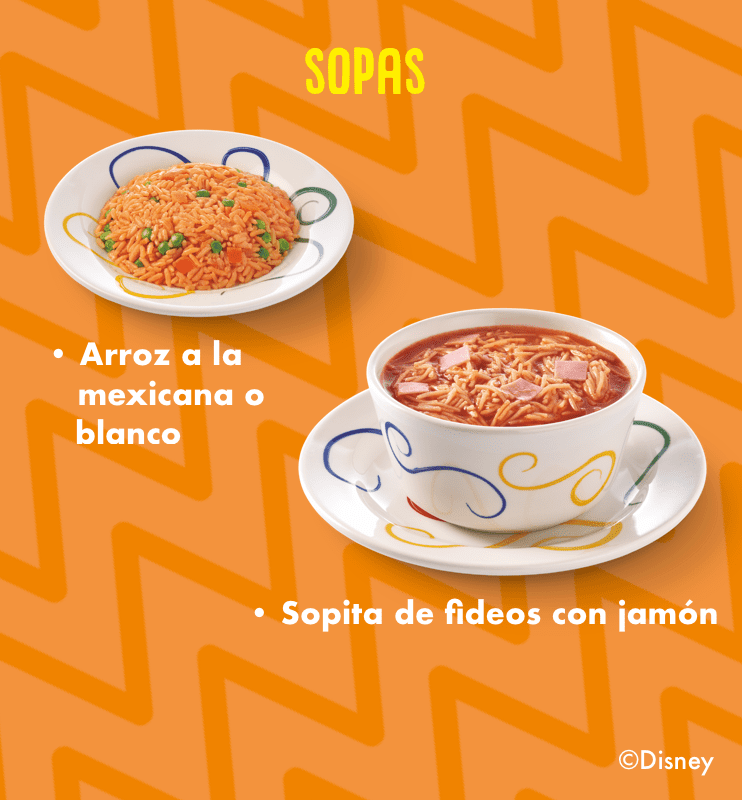 SOPAS
• Arroz a la
mexicana o
blanco
• Sopita de fideos con jamón
©Disney